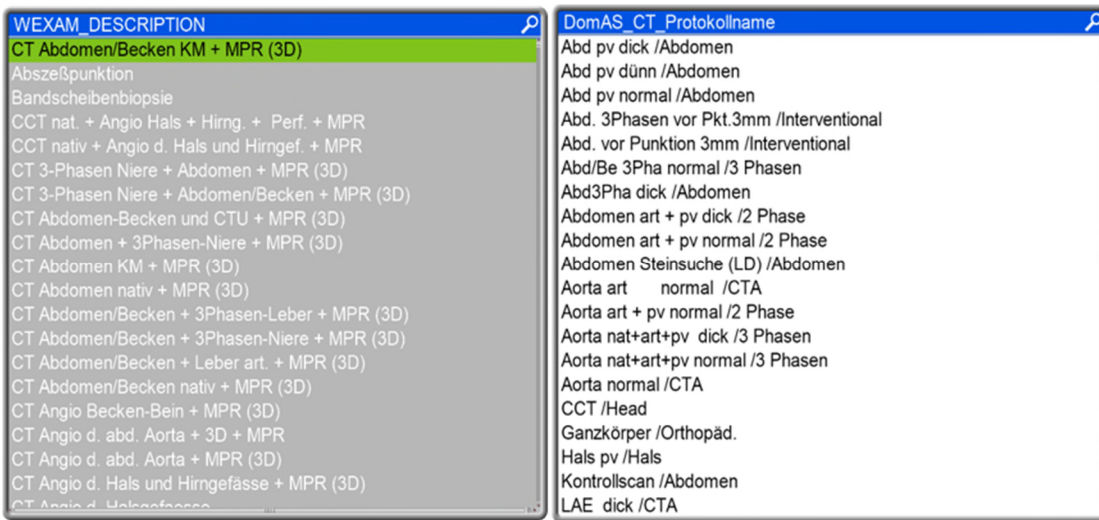 WEXAM_DESCRIPTION
CT Abdomen/Becken KM + MPR (3D)
Abszeßpunktion
Bandscheibenbiopsie
CCT nat. + Angio Hals + Hirng. + Perf. + MPR
CCT nativ + Angio d. Hals und Hirngef. + MPR
CT 3-Phasen Niere + Abdomen + MPR (3D)
CT 3-Phasen Niere + Abdomen/Becken + MPR (3D)
CT Abdomen-Becken und CTU + MPR (3D)
CT Abdomen + 3Phasen-Niere + MPR (3D)
CT Abdomen KM + MPR (3D)
CT Abdomen nativ + MPR (3D)
CT Abdomen/Becken + 3Phasen-Leber + MPR (3D)
CT Abdomen/Becken + 3Phasen-Niere + MPR (3D)
CT Abdomen/Becken + Leber art. + MPR (3D)
CT Abdomen/Becken nativ + MPR (3D)
CT Angio Becken-Bein + MPR (3D)
CT Angio d. abd. Aorta + 3D + MPR
CT Angio d. abd. Aorta + MPR (3D)
CT Angio d. Hals und Hirngefässe + MPR (3D)
CT Angio d. Halsgefaesse
DomAS_CT_Protokollname
Abd pv dick /Abdomen
Abd pv dünn /Abdomen
Abd pv normal /Abdomen
Abd. 3Phasen vor Pkt.3mm /Interventional
Abd. vor Punktion 3mm /Interventional
Abd/Be 3Pha normal /3 Phasen
Abd3Pha dick /Abdomen
Abdomen art + pv dick /2 Phase
Abdomen art + pv normal /2 Phase
Abdomen Steinsuche (LD) /Abdomen
Aorta art normal /CTA
Aorta art + pv normal /2 Phase
Aorta nat+art+pv dick /3 Phasen
Aorta nat+art+pv normal /3 Phasen
Aorta normal /CTA
CCT /Head
Ganzkörper /Orthopäd.
Hals pv /Hals
Kontrollscan /Abdomen
LAE dick /CTA